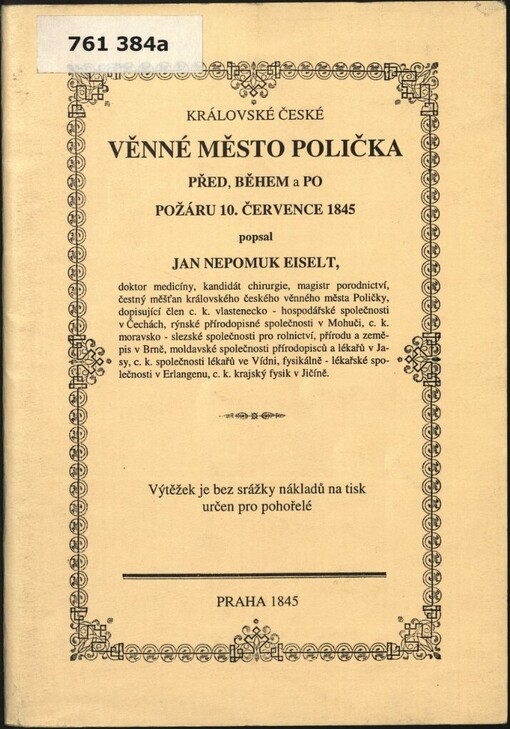 761 384a
KRÁLOVSKÉ ČESKÉ
VĚNNÉ MĚSTO POLIČKA
PŘED, BĚHEM a PO
POŽÁRU 10. ČERVENCE 1845
popsal
JAN NEPOMUK EISELT,
doktor medicíny, kandidát chirurgie, magistr porodnictví,
čestný měšťan královského českého věnného města Poličky,
dopisující člen c. k. vlastenecko - hospodářské společnosti
v Čechách, rýnské přírodopisné společnosti v Mohuči, c. k.
moravsko - slezské společnosti pro rolnictví, přírodu a země-
pis v Brně, moldavské společnosti přírodopisců a lékařů v Ja-
sy, c. k. společnosti lékařů ve Vídni, fysikálně - lékařské spo-
lečnosti v Erlangenu, c. k. krajský fysik v Jičíně.
Výtěžek je bez srážky nákladů na tisk
určen pro pohořelé
PRAHA 1845